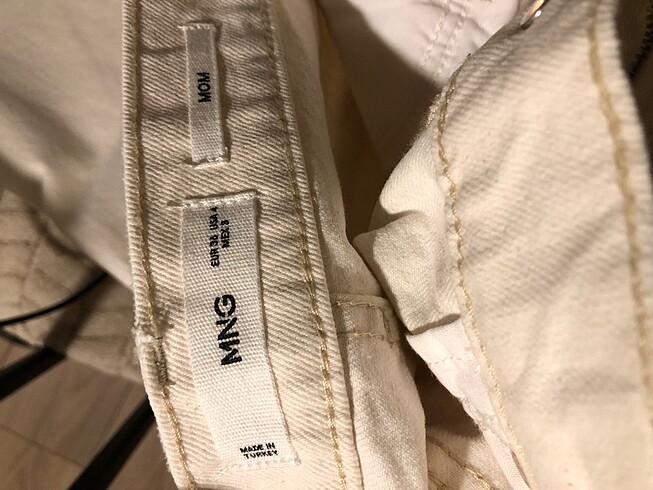 MOM
EUR 36 USA 4
MEX 3
MNG
MADE IN
TURKEY